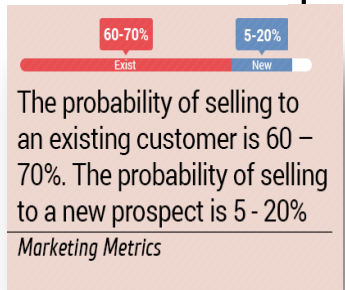 60-70%
5-20%
Exist
New
The probability of selling to
an existing customer is 60 –
70%. The probability of selling
to a new prospect is 5 - 20%
Marketing Metrics